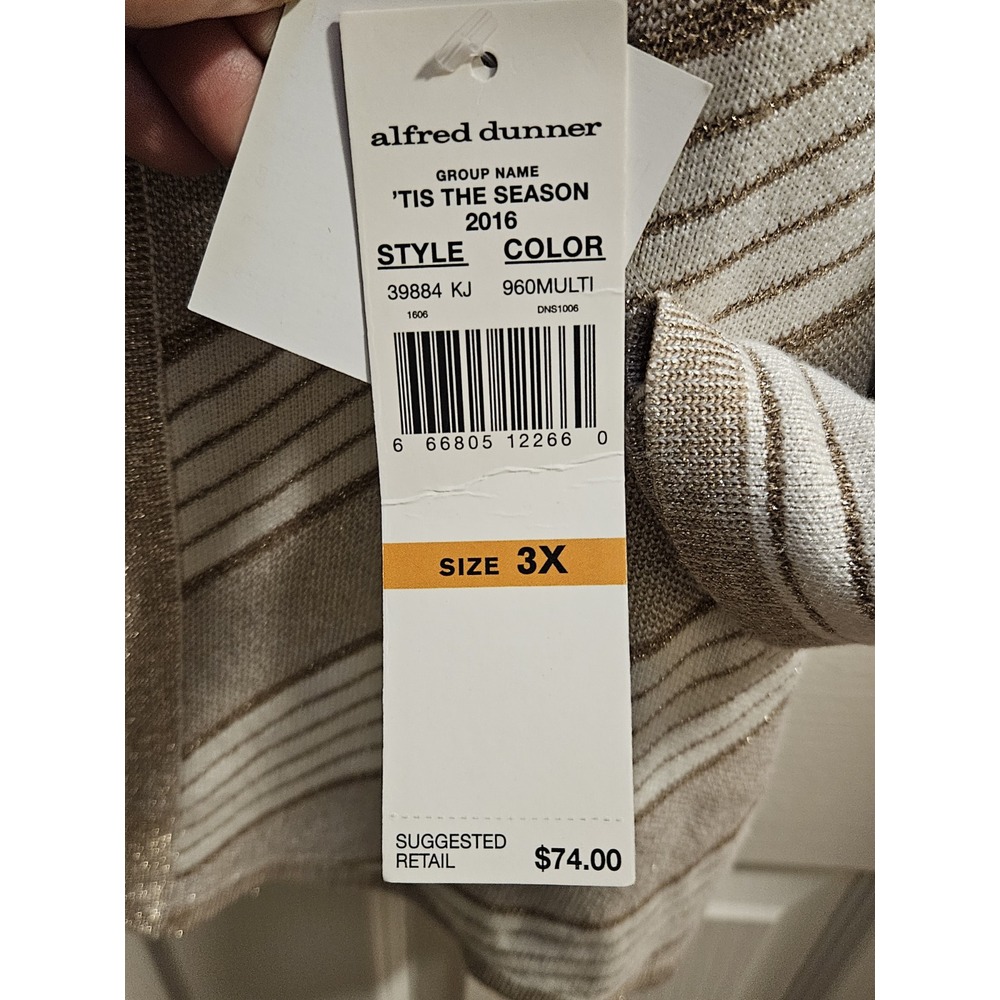 alfred dunner
GROUP NAME
'TIS THE SEASON
2016
STYLE COLOR
39884 KJ 960MULTI
1606 DNS1006
6 66805 12266 0
SIZE 3X
SUGGESTED
RETAIL $74.00